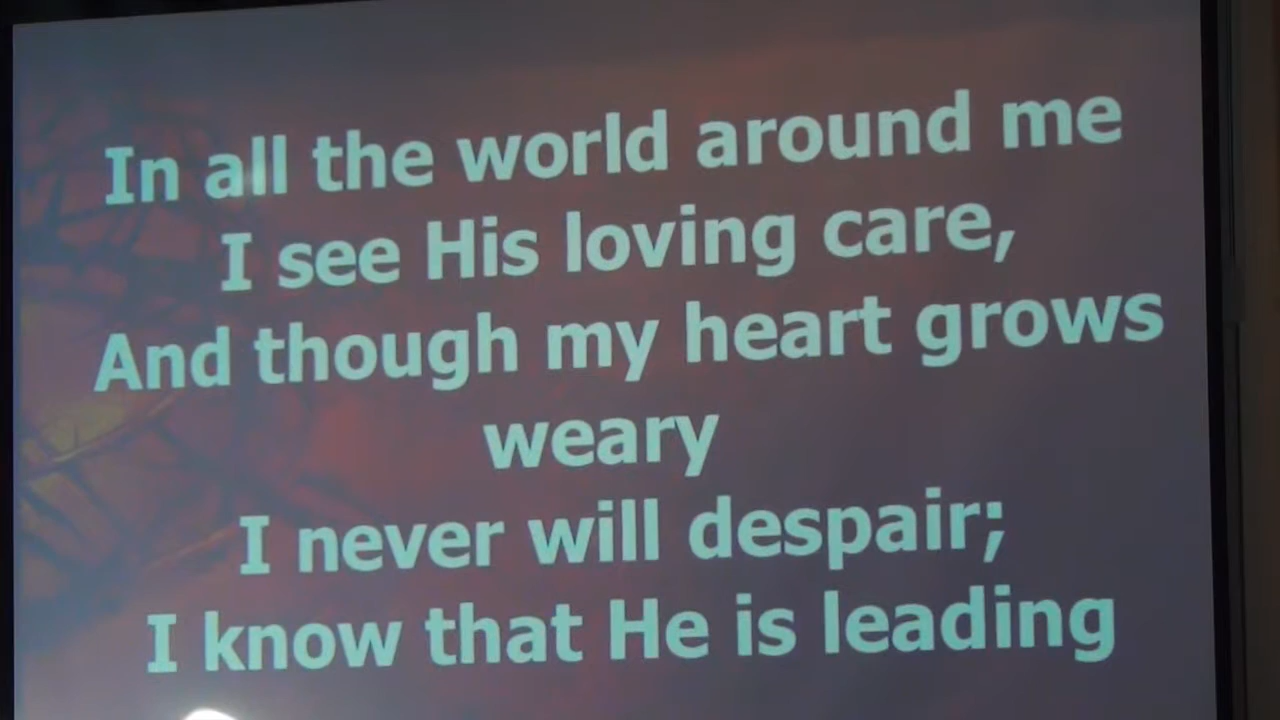 In all the world around me
I see His loving care,
And though my heart grows
weary
I never will despair;
I know that He is leading